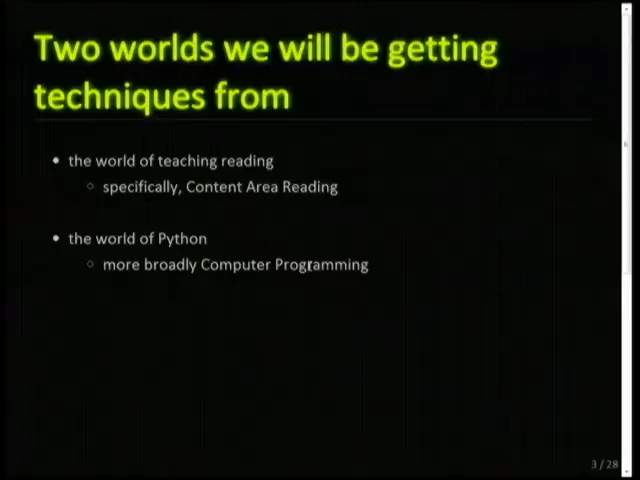 Two worlds we will be getting
techniques from
• the world of teaching reading
○ specifically, Content Area Reading
• the world of Python
○ more broadly Computer Programming
3 / 28